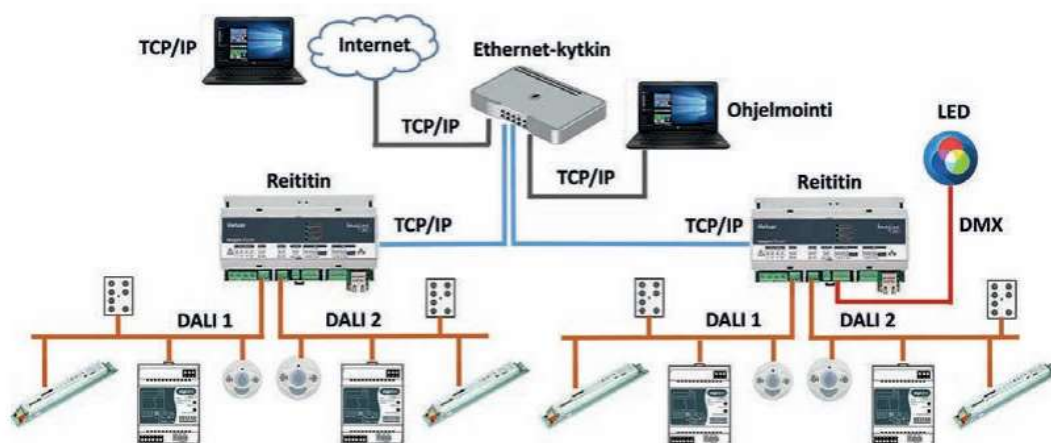 TCP/IP
Internet
Ethernet-kytkin
TCP/IP
Ohjelmointi
LED
Reititin
TCP/IP
Reititin
TCP/IP
TCP/IP
DMX
DALI 1
DALI 2
DALI 1
DALI 2